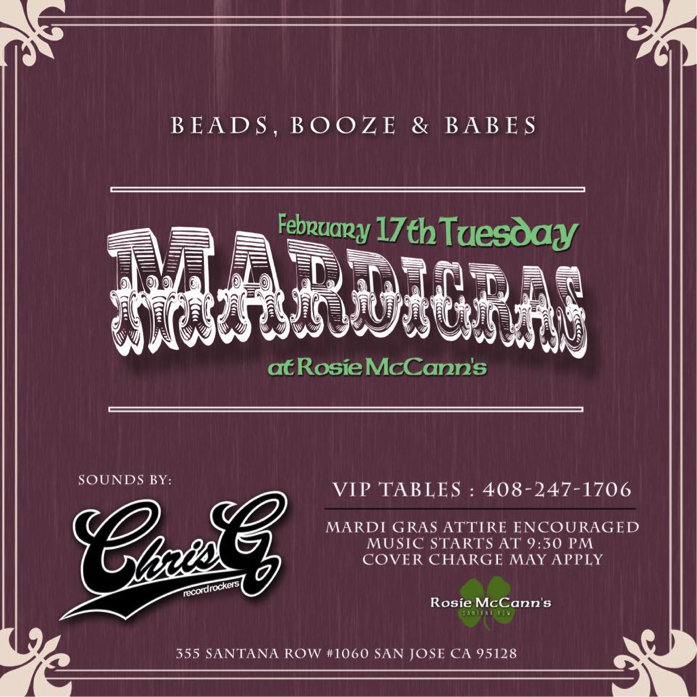 BEADS, BOOZE & BABES
February 17th Tuesday
MARDIGRAS
at Rosie McCann's
SOUNDS BY:
ChrisG
recordrockers
VIP TABLES : 408-247-1706
MARDI GRAS ATTIRE ENCOURAGED
MUSIC STARTS AT 9:30 PM
COVER CHARGE MAY APPLY
Rosie McCann's
SANTANA ROW
355 SANTANA ROW #1060 SAN JOSE CA 95128